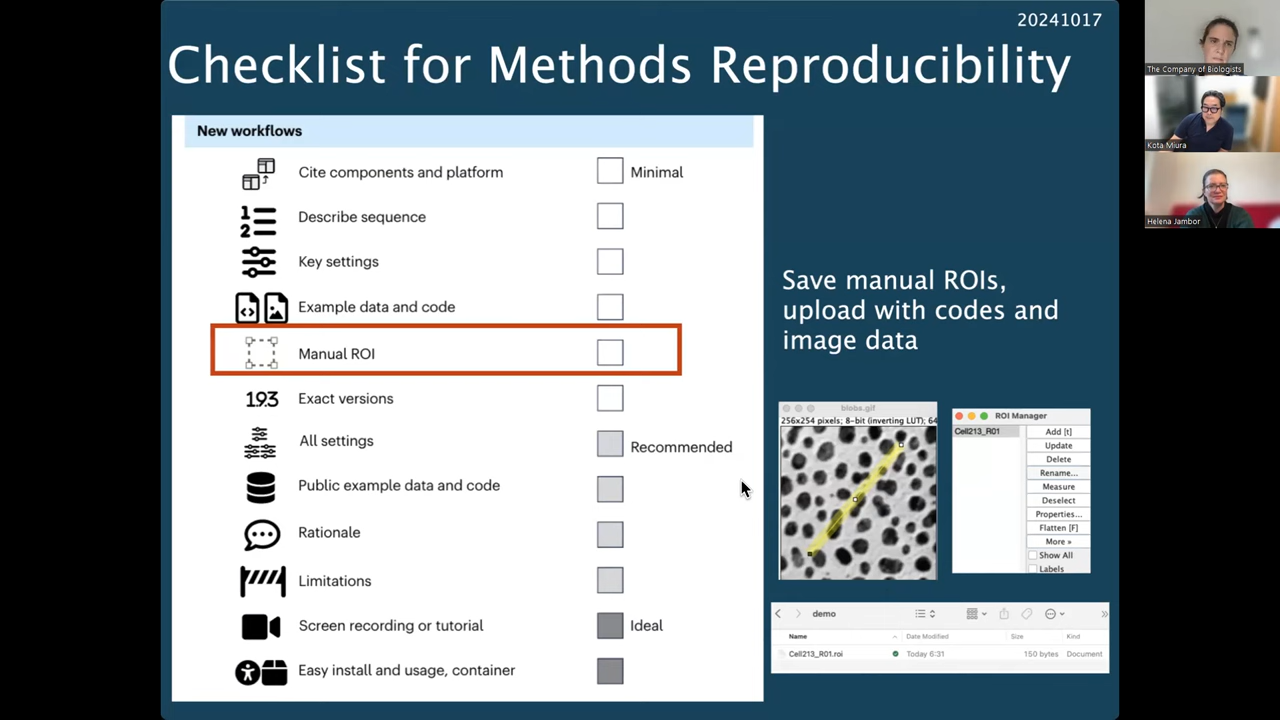 20241017
Checklist for Methods Reproducibility
New workflows
Cite components and platform
Minimal
Describe sequence
Key settings
Example data and code
Manual ROI
Exact versions
All settings
Recommended
Public example data and code
Rationale
Limitations
Screen recording or tutorial
Ideal
Easy install and usage, container
1
2
1.9.3
Save manual ROIs,
upload with codes and
image data
blobs.gif
256x254 pixels; 8-bit (inverting LUT); 64
ROI Manager
Cell213_R01
Add [t]
Update
Delete
Rename...
Measure
Deselect
Properties...
Flatten [F]
More »
Show All
Labels
demo
Name
Date Modified
Size
Kind
Cell213_R01.roi
Today 6:31
150 bytes
Document
The Company of Biologists
Kota Miura
Helena Jambor